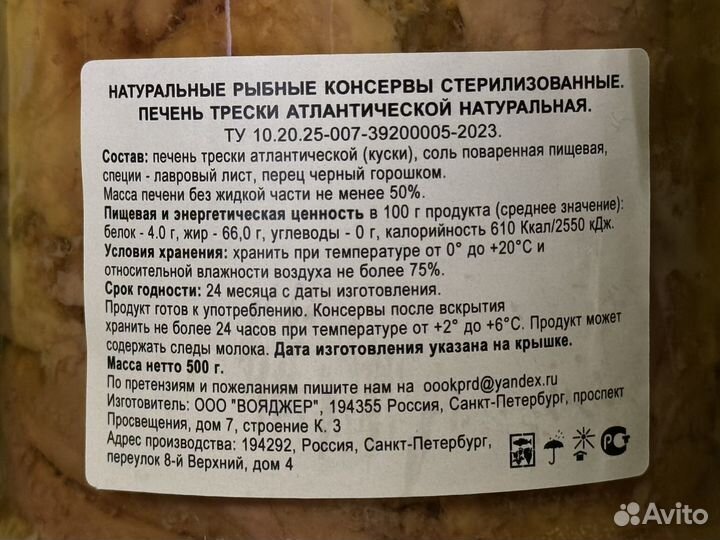 НАТУРАЛЬНЫЕ РЫБНЫЕ КОНСЕРВЫ СТЕРИЛИЗОВАННЫЕ.
ПЕЧЕНЬ ТРЕСКИ АТЛАНТИЧЕСКОЙ НАТУРАЛЬНАЯ.
ТУ 10.20.25-007-39200005-2023.
Состав: печень трески атлантической (куски), соль поваренная пищевая,
специи - лавровый лист, перец черный горошком.
Масса печени без жидкой части не менее 50%.
Пищевая и энергетическая ценность в 100 г продукта (среднее значение):
белок - 4.0 г, жир - 66,0 г, углеводы - 0 г, калорийность 610 Ккал/2550 кДж.
Условия хранения: хранить при температуре от 0° до +20°С и
относительной влажности воздуха не более 75%.
Срок годности: 24 месяца с даты изготовления.
Продукт готов к употреблению. Консервы после вскрытия
хранить не более 24 часов при температуре от +2° до +6°С. Продукт может
содержать следы молока. Дата изготовления указана на крышке.
Масса нетто 500 г.
По претензиям и пожеланиям пишите нам на oookprd@yandex.ru
Изготовитель: ООО "ВОЯДЖЕР", 194355 Россия, Санкт-Петербург, проспект
Просвещения, дом 7, строение К. 3
Адрес производства: 194292, Россия, Санкт-Петербург,
переулок 8-й Верхний, дом 4
Avito